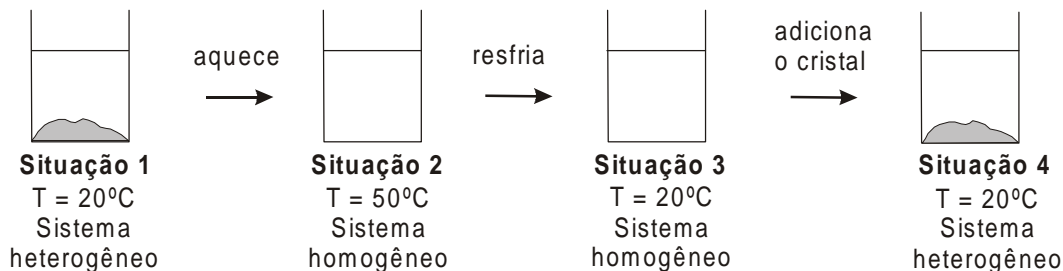 aquece
resfria
adiciona
o cristal
Situação 1
T = 20ºC
Sistema
heterogêneo
Situação 2
T = 50ºC
Sistema
homogêneo
Situação 3
T = 20ºC
Sistema
homogêneo
Situação 4
T = 20ºC
Sistema
heterogêneo